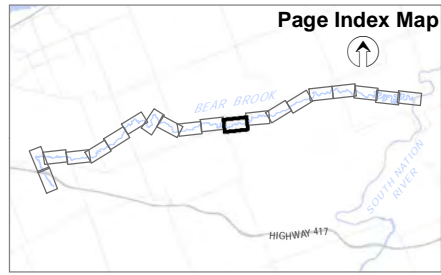 Page Index Map
BEAR BROOK
SOUTH NATION
RIVER
HIGHWAY 417